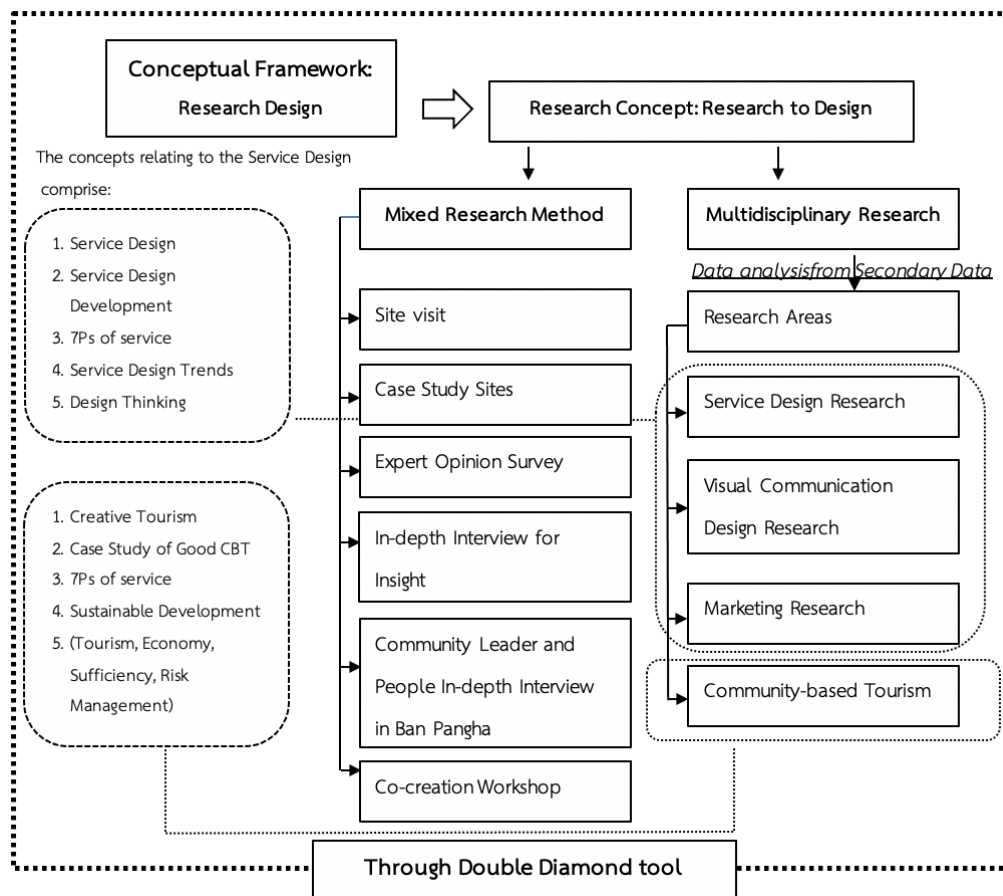 Conceptual Framework:
Research Design
Research Concept: Research to Design
The concepts relating to the Service Design
comprise:
1. Service Design
2. Service Design
Development
3. 7Ps of service
4. Service Design Trends
5. Design Thinking
1. Creative Tourism
2. Case Study of Good CBT
3. 7Ps of service
4. Sustainable Development
5. (Tourism, Economy,
Sufficiency, Risk
Management)
Mixed Research Method
Site visit
Case Study Sites
Expert Opinion Survey
In-depth Interview for
Insight
Community Leader and
People In-depth Interview
in Ban Pangha
Co-creation Workshop
Multidisciplinary Research
Data analysisfrom Secondary Data
Research Areas
Service Design Research
Visual Communication
Design Research
Marketing Research
Community-based Tourism
Through Double Diamond tool